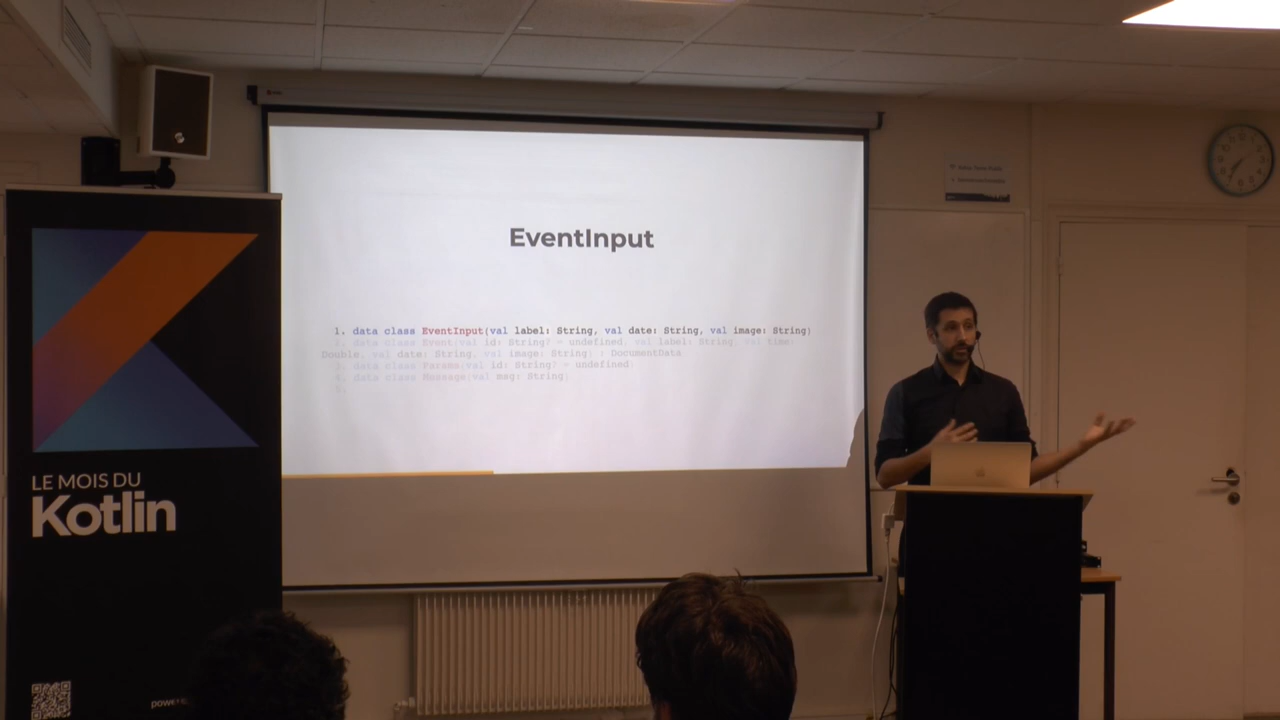 EventInput
1. data class EventInput(val label: String, val date: String, val image: String)
2. data class Event(val id: String? = undefined, val label: String, val time:
Double, val date: String, val image: String) : DocumentData
3. data class Params(val id: String? = undefined)
4. data class Message(val msg: String)
5.
LE MOIS DU
Kotlin